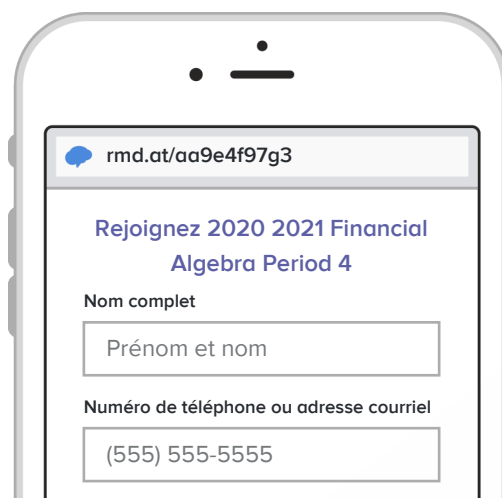 rmd.at/aa9e4f97g3
Rejoignez 2020 2021 Financial
Algebra Period 4
Nom complet
Prénom et nom
Numéro de téléphone ou adresse courriel
(555) 555-5555